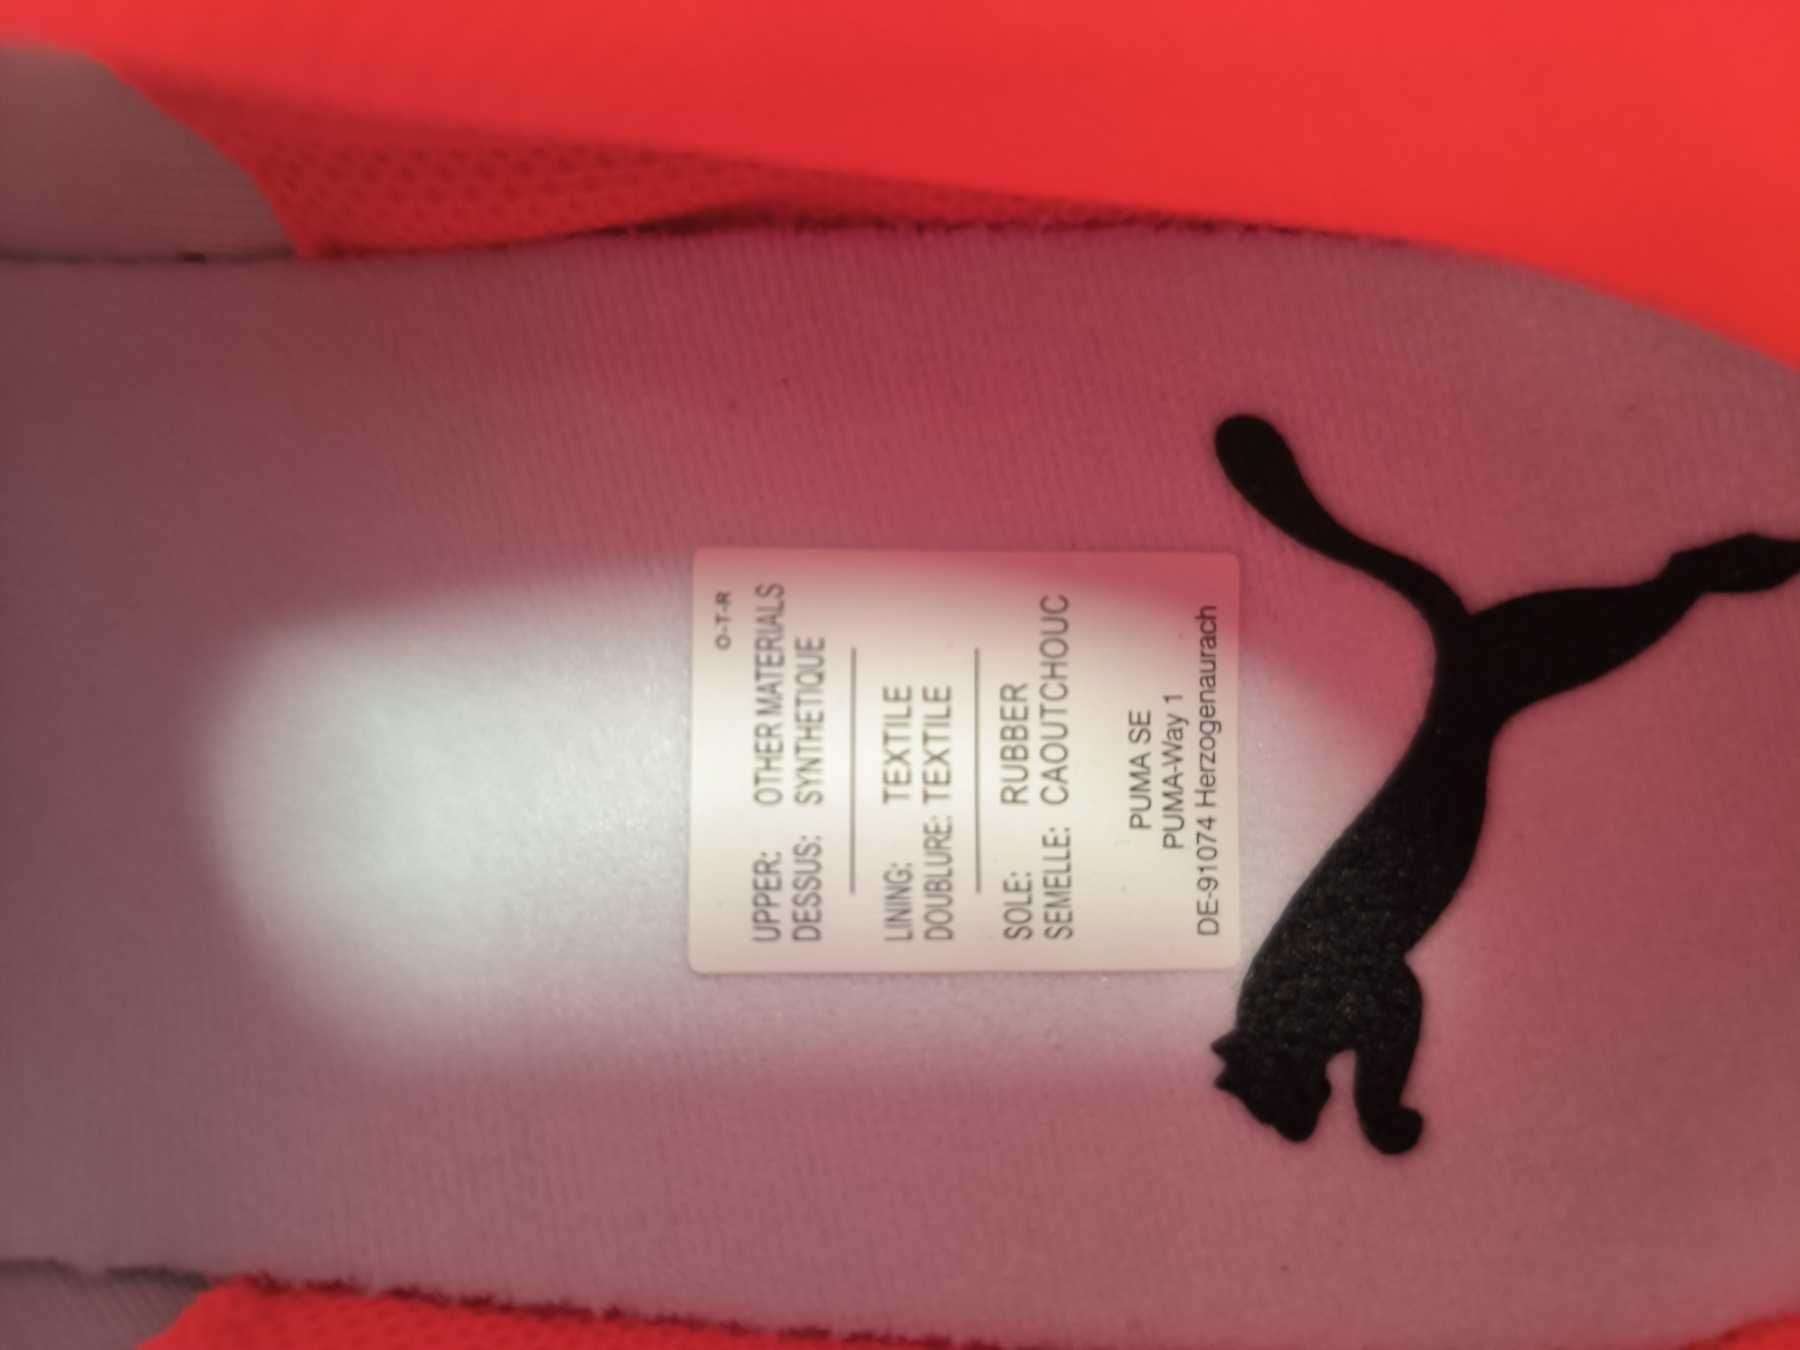 O-T-R
UPPER: OTHER MATERIALS
DESSUS: SYNTHETIQUE
LINING: TEXTILE
DOUBLURE: TEXTILE
SOLE: RUBBER
SEMELLE: CAOUTCHOUC
PUMA SE
PUMA-Way 1
DE-91074 Herzogenaurach